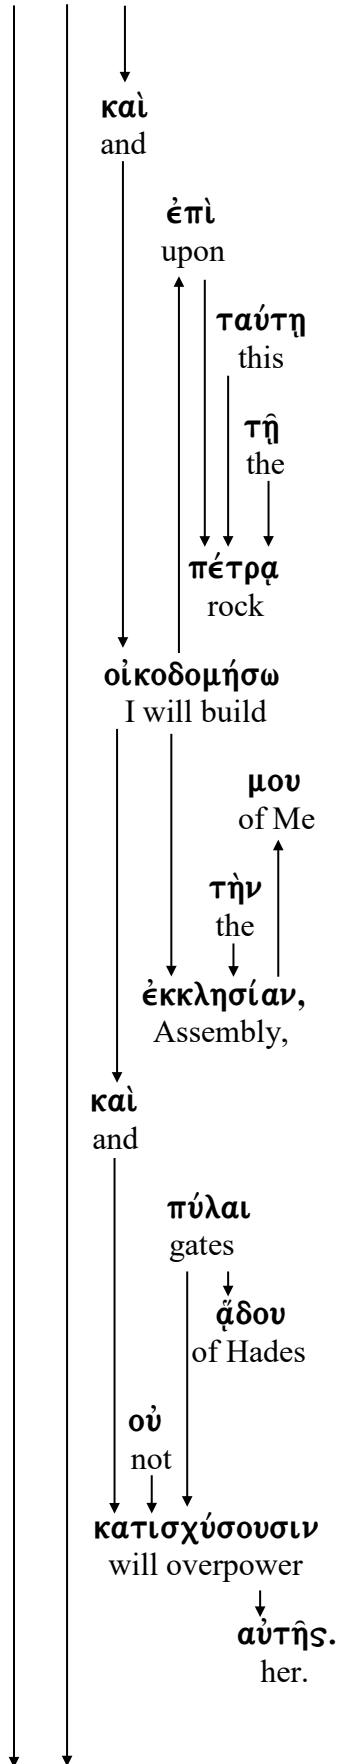 καὶ
and
ἐπὶ
upon
ταύτῃ
this
τῇ
the
πέτρᾳ
rock
οἰκοδομήσω
I will build
μου
of Me
τὴν
the
ἐκκλησίαν,
Assembly,
καὶ
and
πύλαι
gates
ᾅδου
of Hades
οὐ
not
κατισχύσουσιν
will overpower
αὐτῆς.
her.